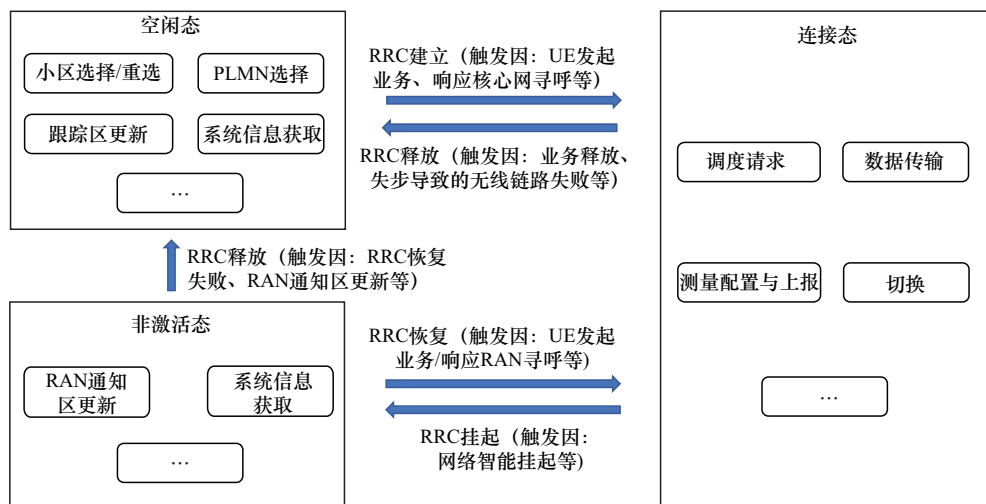 空闲态
小区选择/重选
PLMN选择
跟踪区更新
系统信息获取
…
RRC建立（触发因：UE发起
业务、响应核心网寻呼等）
RRC释放（触发因：业务释放、
失步导致的无线链路失败等）
连接态
调度请求
数据传输
测量配置与上报
切换
…
RRC释放（触发因：RRC恢复
失败、RAN通知区更新等）
非激活态
RAN通知
区更新
系统信息
获取
…
RRC恢复（触发因：UE发起
业务/响应RAN寻呼等)
RRC挂起（触发因：
网络智能挂起等)